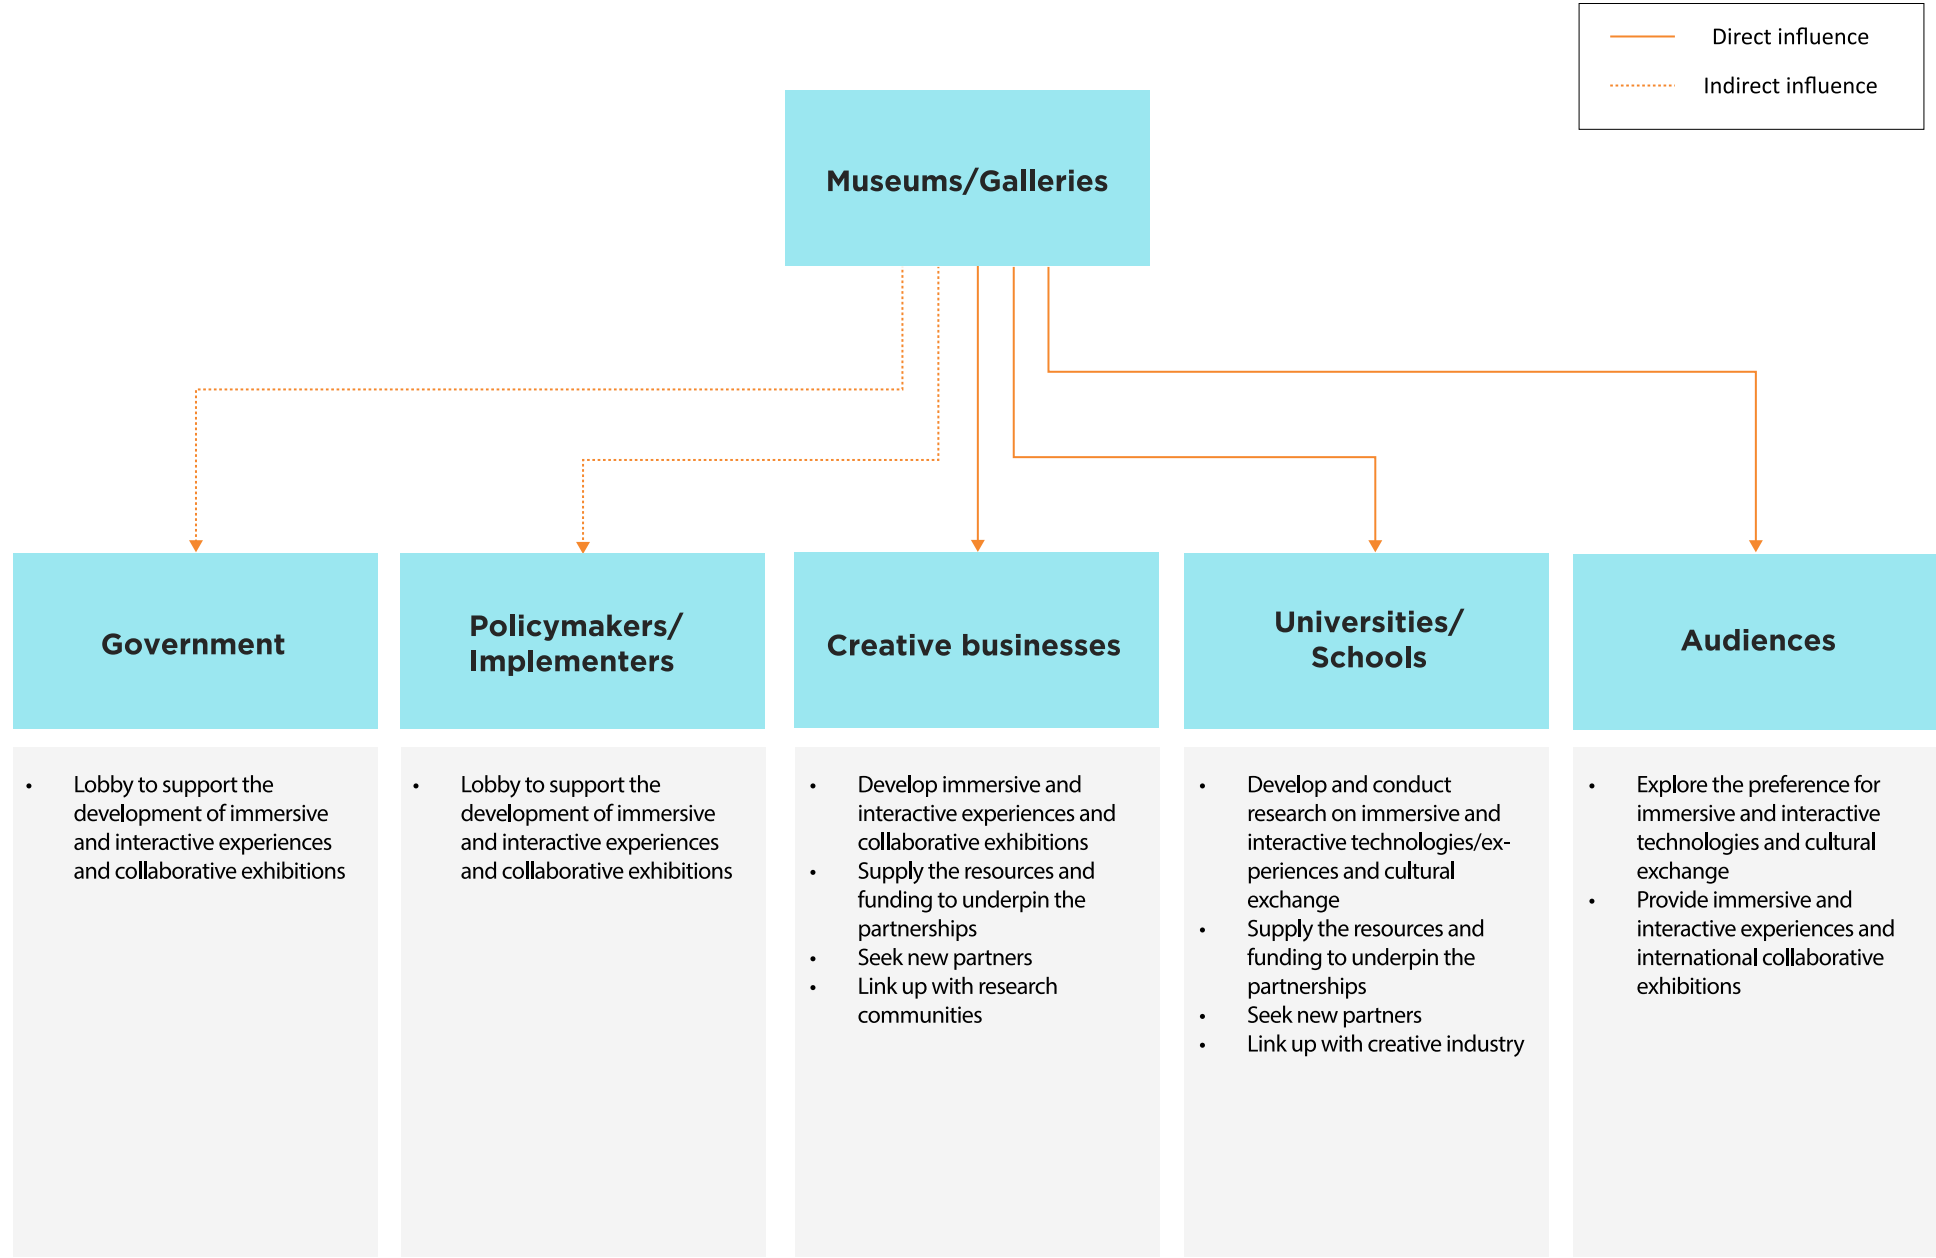 Direct influence
Indirect influence
Museums/Galleries
Government
Policymakers/
Implementers
Creative businesses
Universities/
Schools
Audiences
• Lobby to support the
development of immersive
and interactive experiences
and collaborative exhibitions
• Lobby to support the
development of immersive
and interactive experiences
and collaborative exhibitions
• Develop immersive and
interactive experiences and
collaborative exhibitions
• Supply the resources and
funding to underpin the
partnerships
• Seek new partners
• Link up with research
communities
• Develop and conduct
research on immersive and
interactive technologies/ex-
periences and cultural
exchange
• Supply the resources and
funding to underpin the
partnerships
• Seek new partners
• Link up with creative industry
• Explore the preference for
immersive and interactive
technologies and cultural
exchange
• Provide immersive and
interactive experiences and
international collaborative
exhibitions